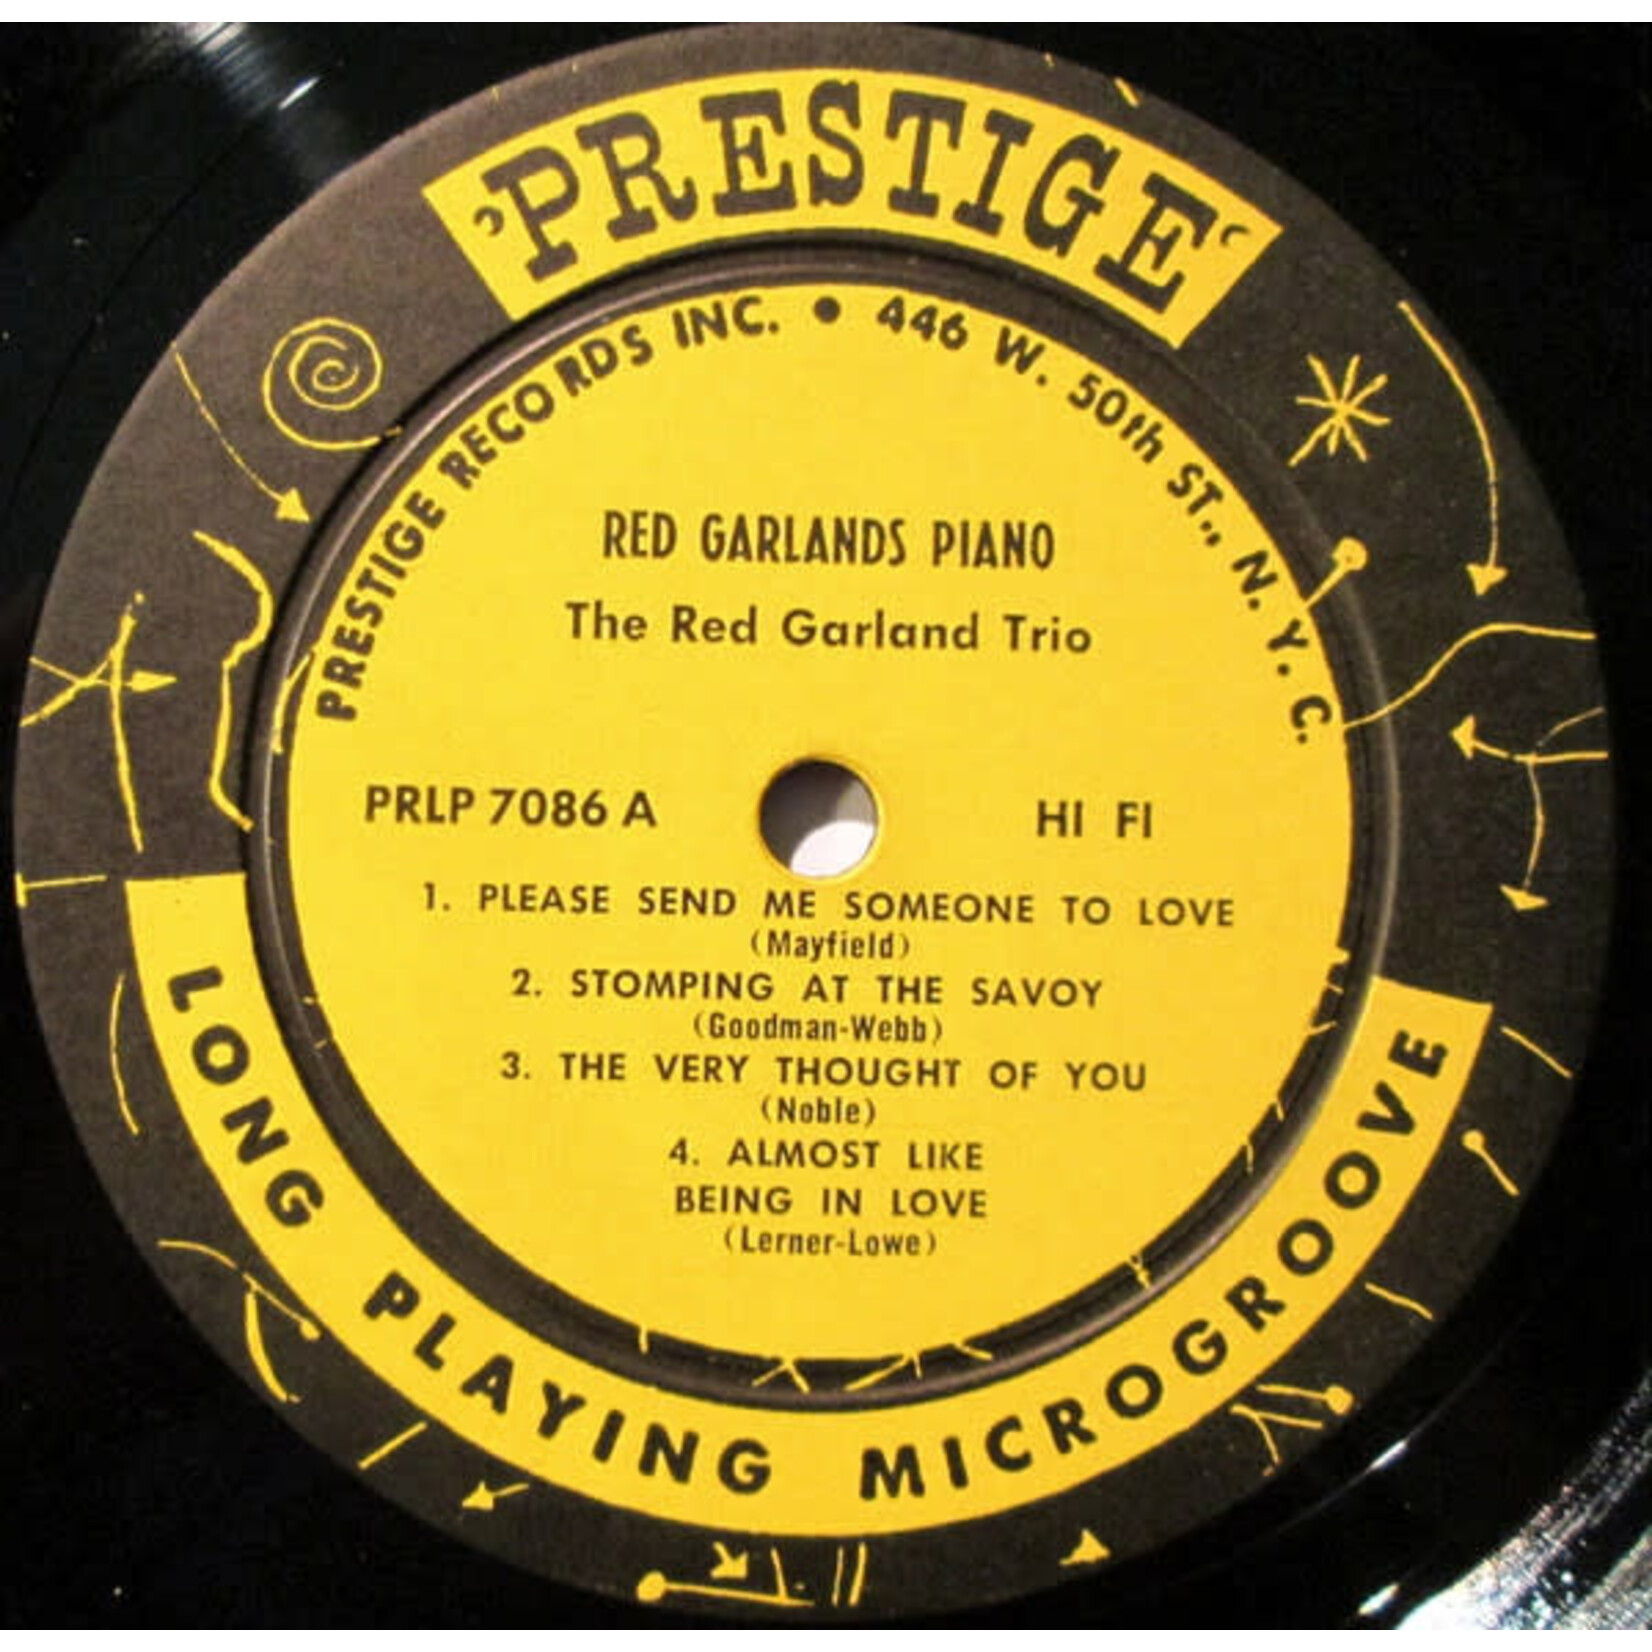 'PRESTIGE'
PRESTIGE RECORDS INC. • 446 W. 50th ST., N. Y. C.
RED GARLANDS PIANO
The Red Garland Trio
PRLP 7086 A
HI FI
1. PLEASE SEND ME SOMEONE TO LOVE
(Mayfield)
2. STOMPING AT THE SAVOY
(Goodman-Webb)
3. THE VERY THOUGHT OF YOU
(Noble)
4. ALMOST LIKE
BEING IN LOVE
(Lerner-Lowe)
LONG PLAYING MICROGROOVE